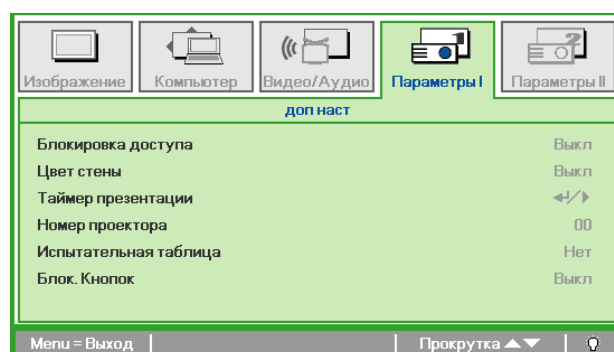 Изображение Компьютер Видео/Аудио Параметры I Параметры II
доп наст
Блокировка доступа Выкл
Цвет стены Выкл
Таймер презентации
Номер проектора 00
Испытательная таблица Нет
Блок. Кнопок Выкл
Menu = Выход Прокрутка ▲▼